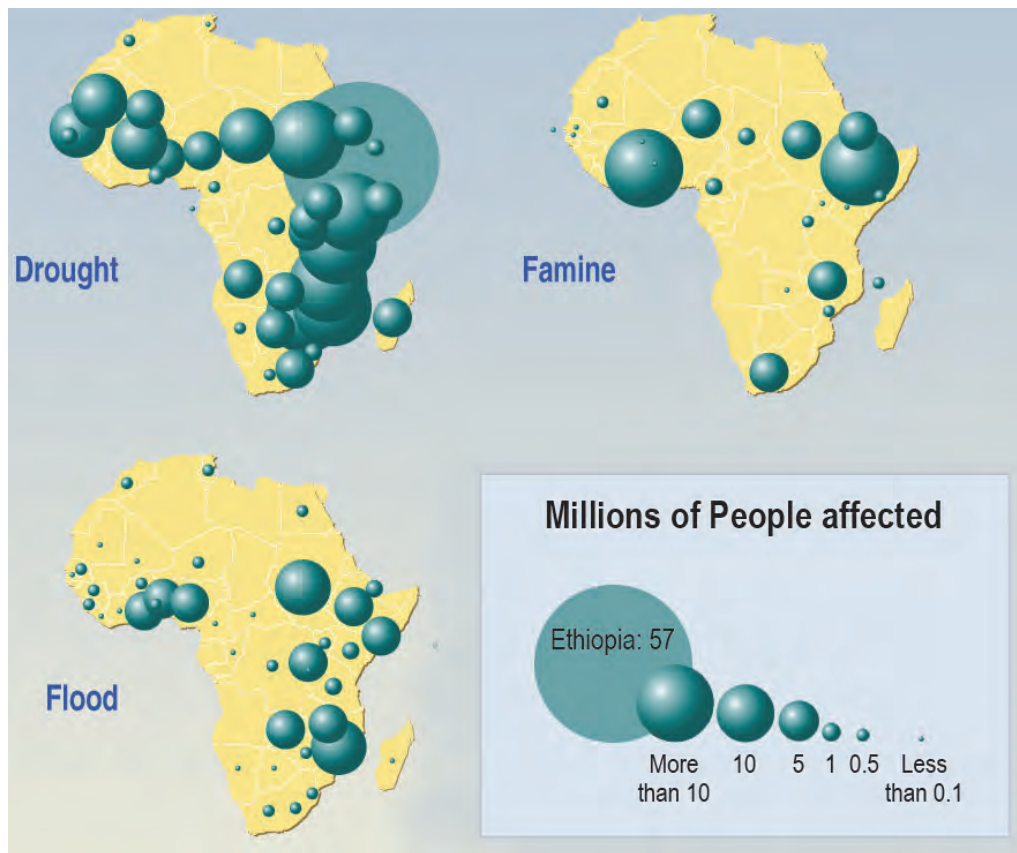 Drought
Famine
Flood
Millions of People affected
Ethiopia: 57
More than 10
10
5
1
0.5
Less than 0.1